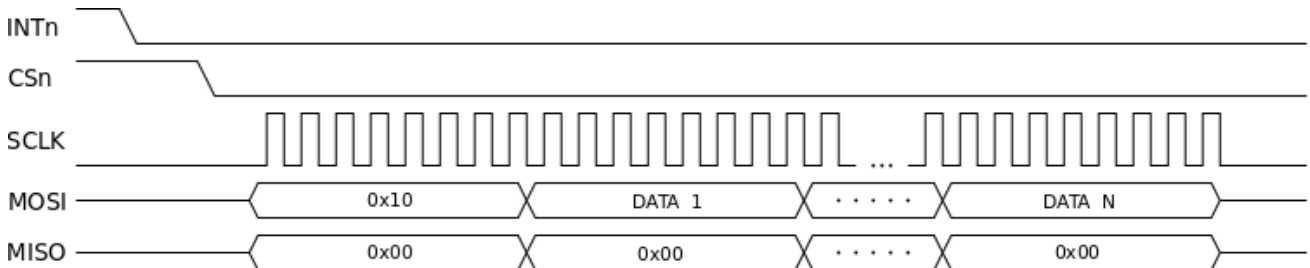 INTn
CSn
SCLK ...
MOSI 0x10 DATA 1 . . . . . DATA N
MISO 0x00 0x00 . . . . . 0x00